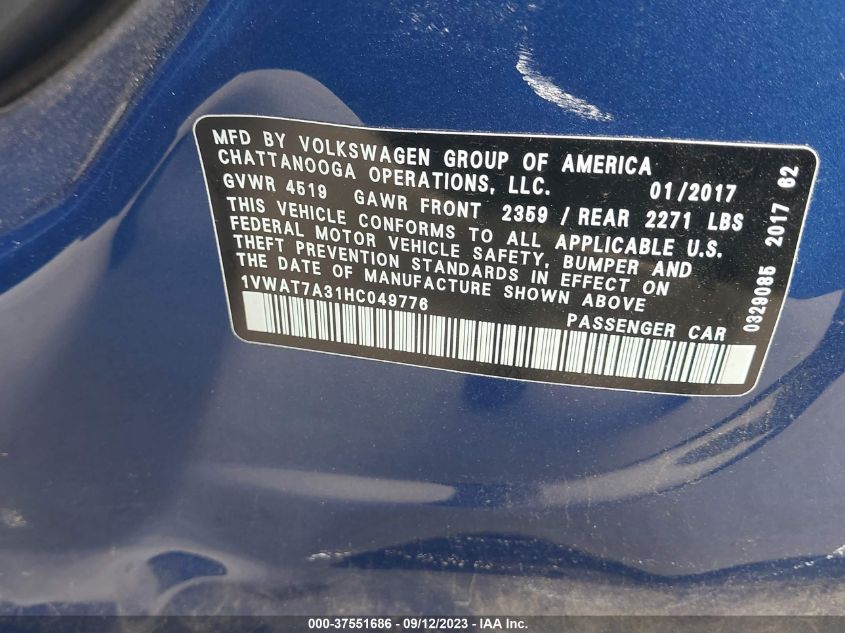 MFD BY VOLKSWAGEN GROUP OF AMERICA
CHATTANOOGA OPERATIONS, LLC. 01/2017
GVWR 4519 GAWR FRONT 2359 / REAR 2271 LBS
THIS VEHICLE CONFORMS TO ALL APPLICABLE U.S.
FEDERAL MOTOR VEHICLE SAFETY, BUMPER AND
THEFT PREVENTION STANDARDS IN EFFECT ON
THE DATE OF MANUFACTURE SHOWN ABOVE
1VWAT7A31HC049776 PASSENGER CAR
0329085 2017 62
000-37551686 - 09/12/2023 - IAA Inc.